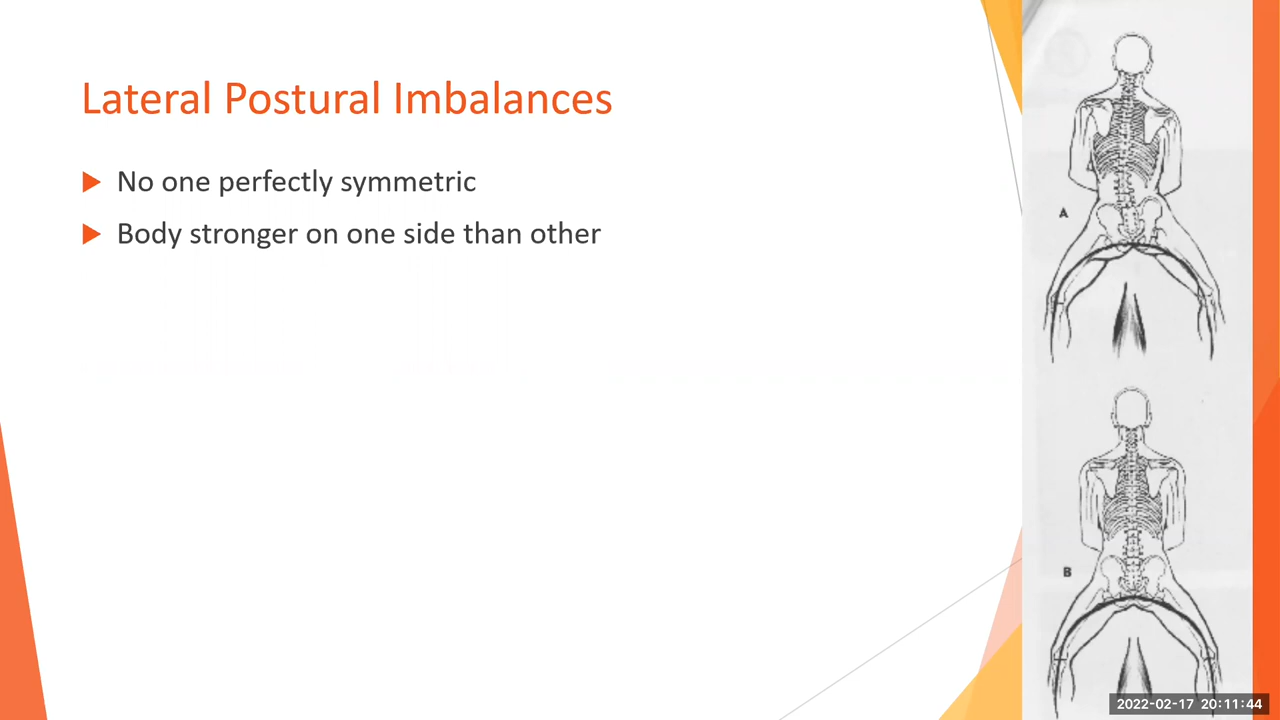 Lateral Postural Imbalances
No one perfectly symmetric
Body stronger on one side than other
A
B
2022-02-17 20:11:44